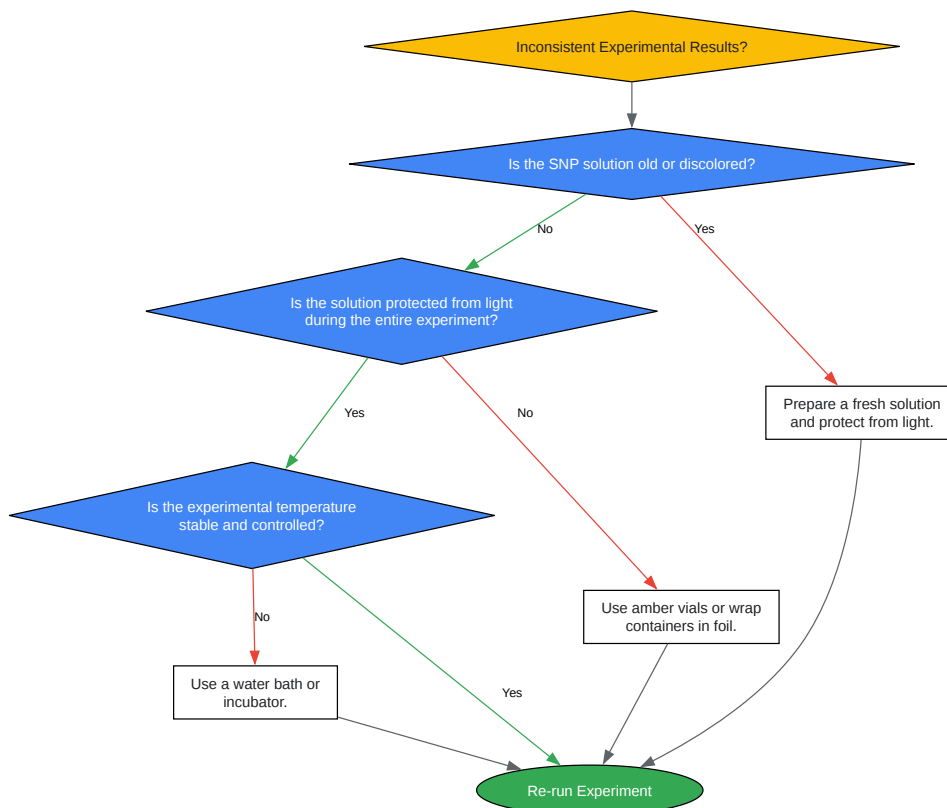 Inconsistent Experimental Results?
Is the SNP solution old or discolored?
No
Yes
Is the solution protected from light
during the entire experiment?
Prepare a fresh solution
and protect from light.
Yes
No
Is the experimental temperature
stable and controlled?
Use amber vials or wrap
containers in foil.
No
Use a water bath or
incubator.
Yes
Re-run Experiment